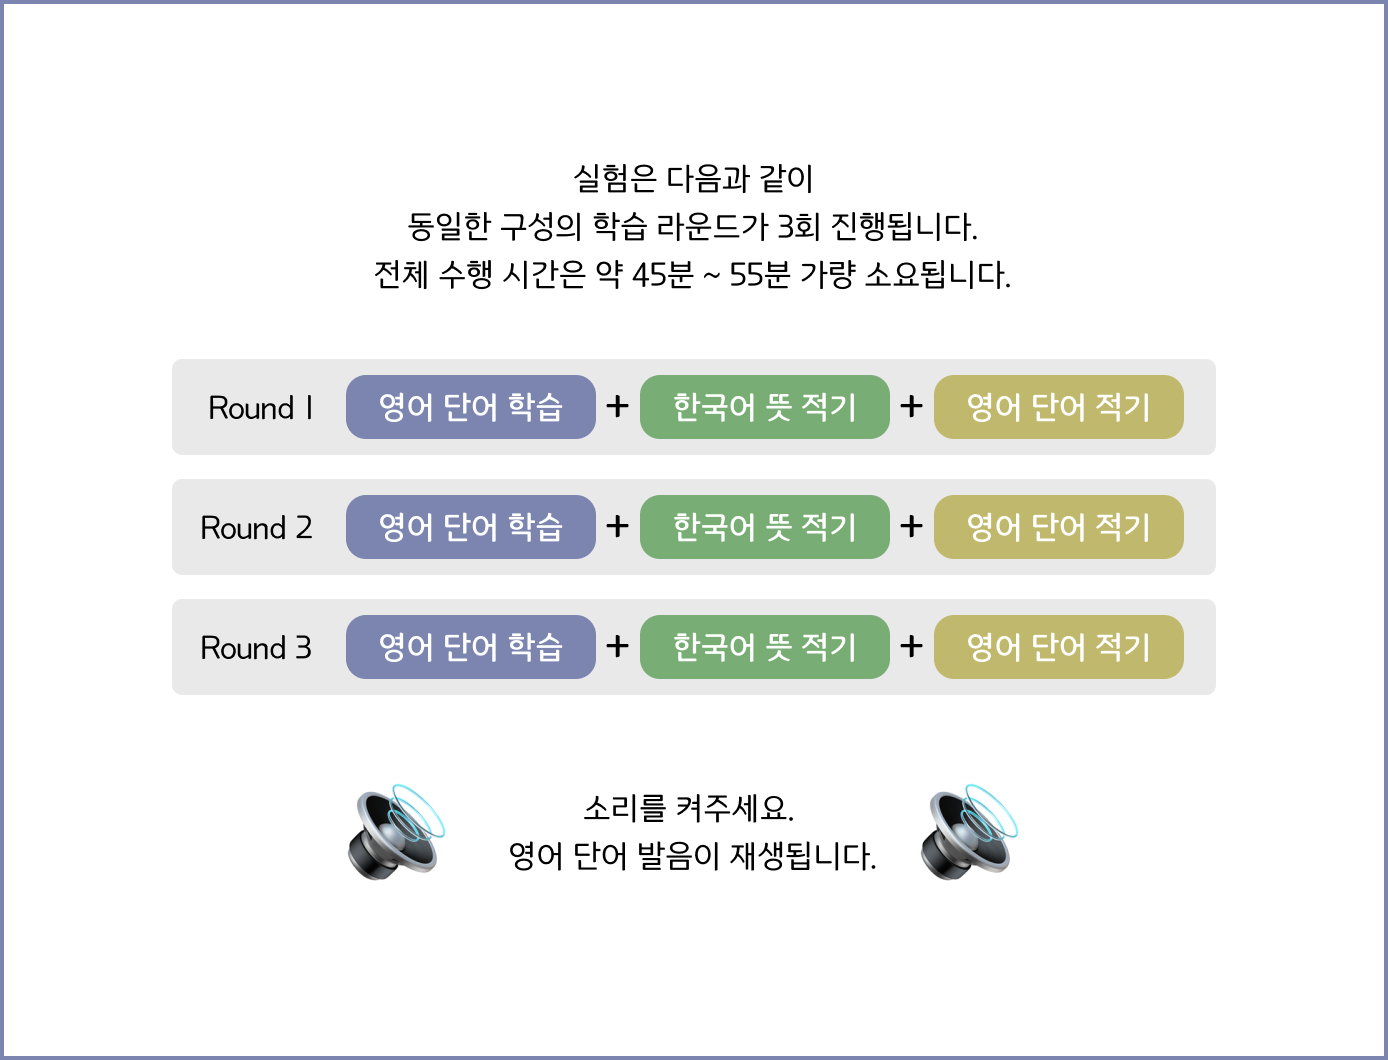 실험은 다음과 같이
동일한 구성의 학습 라운드가 3회 진행됩니다.
전체 수행 시간은 약 45분 ~ 55분 가량 소요됩니다.
Round 1 영어 단어 학습 + 한국어 뜻 적기 + 영어 단어 적기
Round 2 영어 단어 학습 + 한국어 뜻 적기 + 영어 단어 적기
Round 3 영어 단어 학습 + 한국어 뜻 적기 + 영어 단어 적기
소리를 켜주세요.
영어 단어 발음이 재생됩니다.